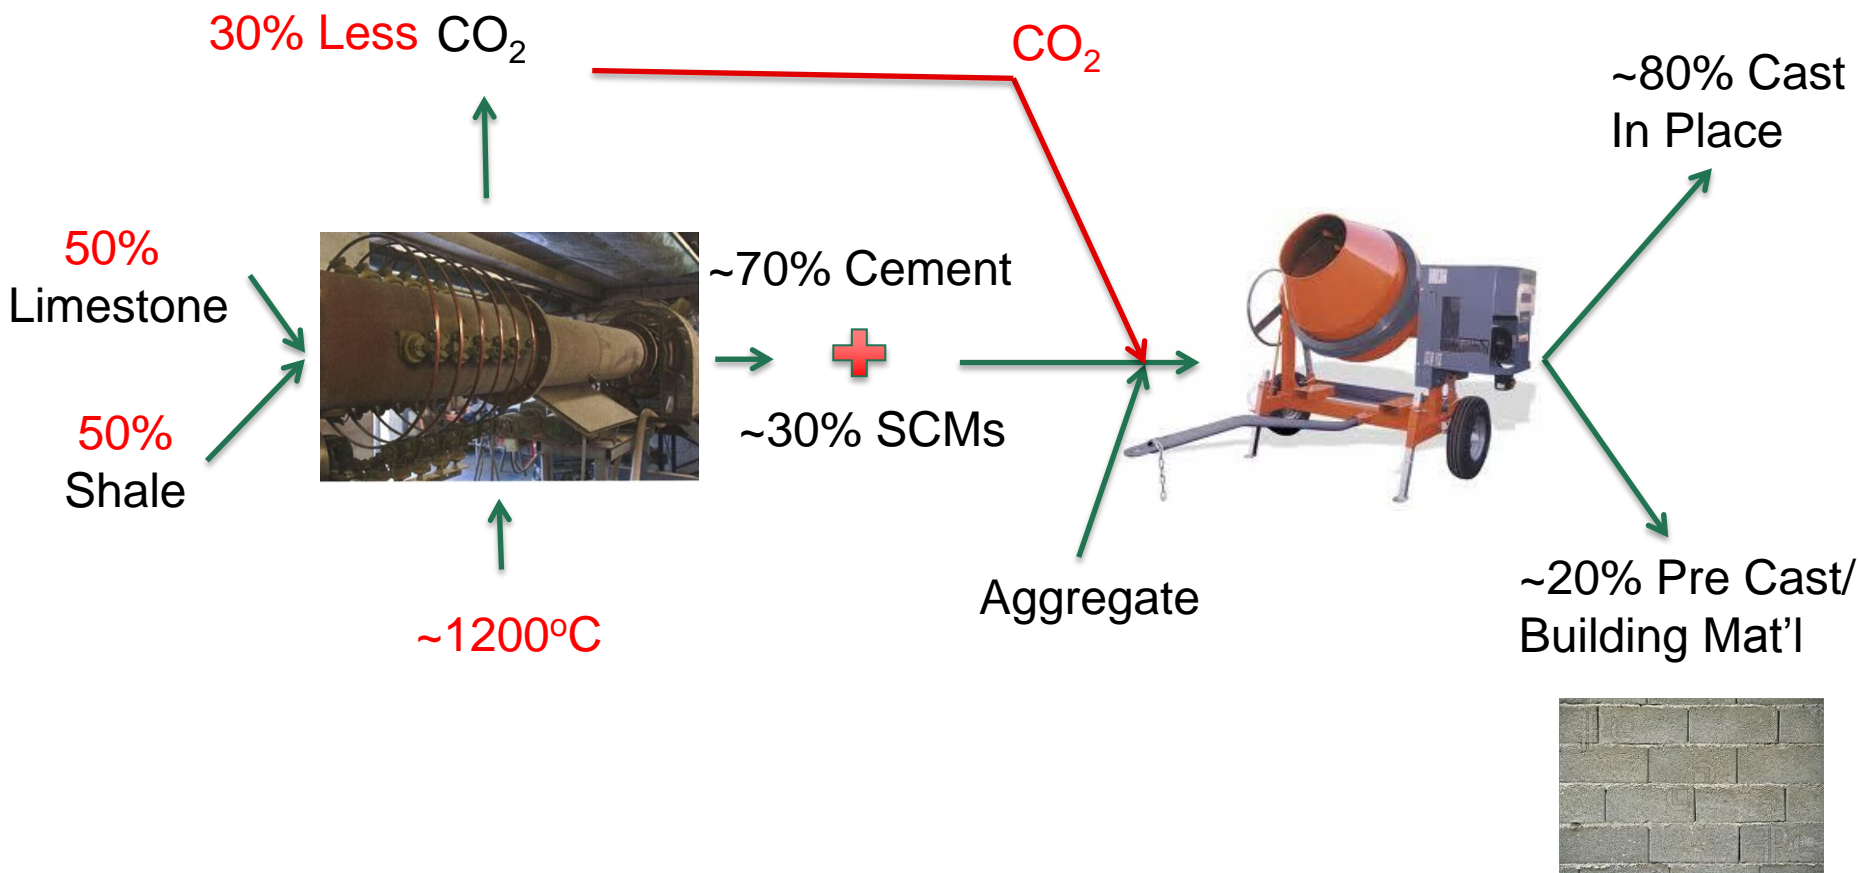 30% Less CO₂
CO₂
~80% Cast
In Place
50%
Limestone
~70% Cement
50%
Shale
~30% SCMs
Aggregate
~1200ºC
~20% Pre Cast/
Building Mat’l